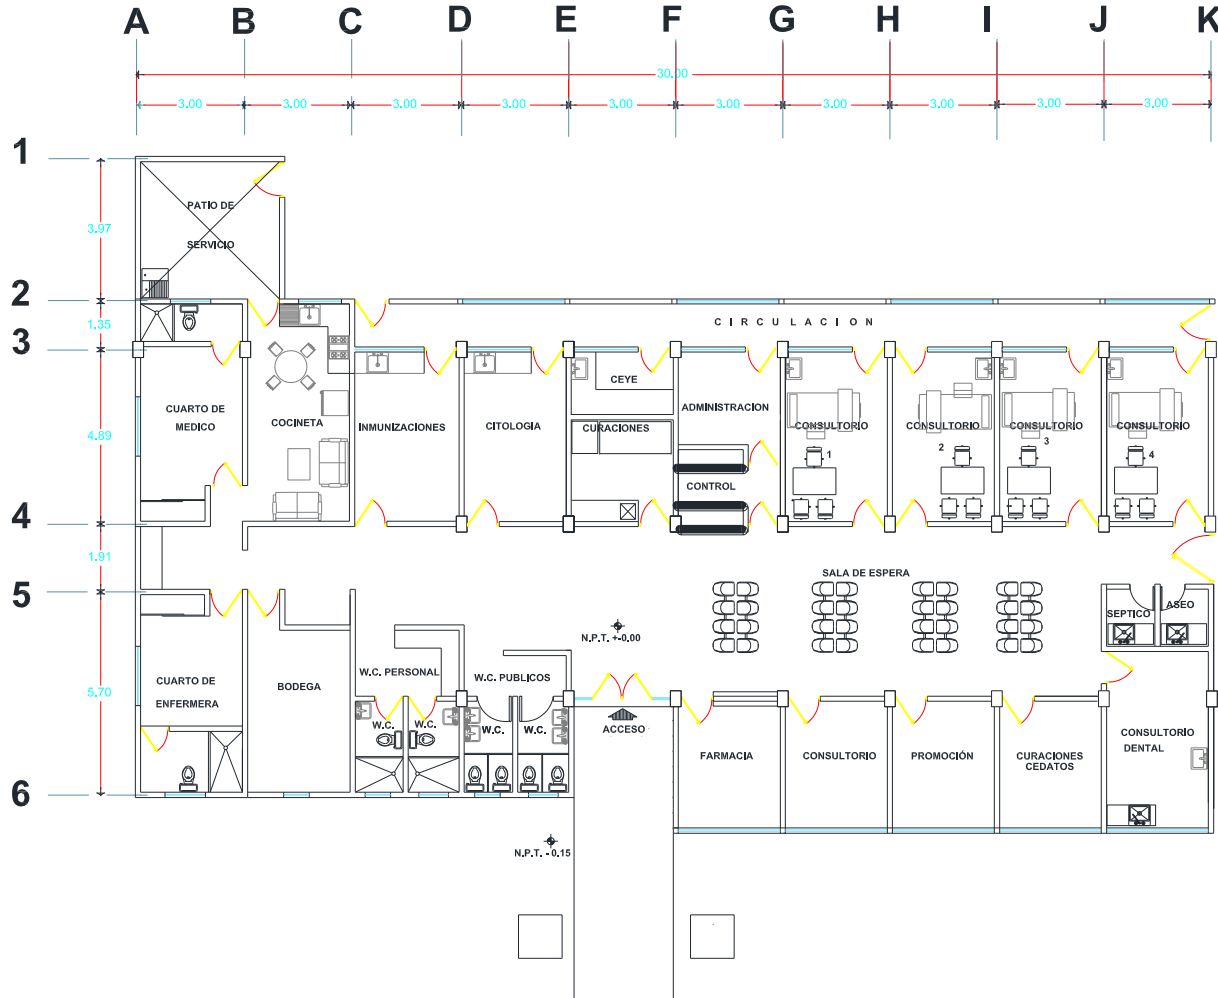 A B C D E F G H I J K
30.00
3.00 3.00 3.00 3.00 3.00 3.00 3.00 3.00 3.00 3.00
1
3.97
PATIO DE
SERVICIO
2
1.35
CIRCULACION
3
4.89
CUARTO DE
MEDICO
COCINETA
INMUNIZACIONES
CITOLOGIA
CEYE
CURACIONES
ADMINISTRACION
CONTROL
CONSULTORIO
1
CONSULTORIO
2
CONSULTORIO
3
CONSULTORIO
4
4
1.91
SALA DE ESPERA
5
SEPTICO
ASEO
N.P.T. +-0.00
5.70
CUARTO DE
ENFERMERA
BODEGA
W.C. PERSONAL
W.C. PUBLICOS
W.C.
W.C.
W.C.
W.C.
ACCESO
FARMACIA
CONSULTORIO
PROMOCIÓN
CURACIONES
CEDATOS
CONSULTORIO
DENTAL
6
N.P.T. - 0.15